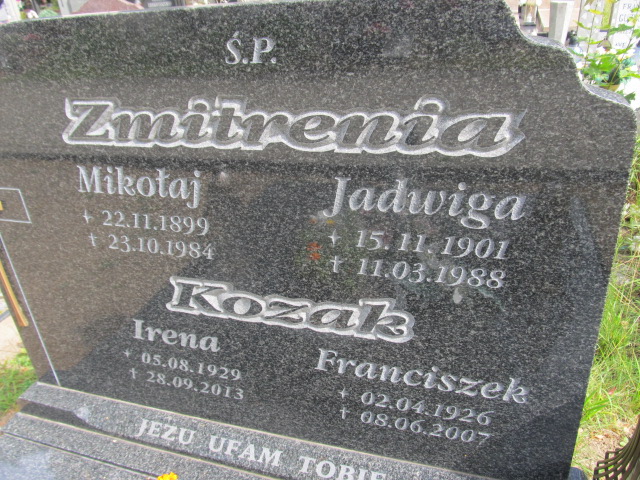 Ś.P.
Zmitrenia
Mikołaj
+ 22.11.1899
† 23.10.1984
Jadwiga
+ 15.11.1901
† 11.03.1988
Kozak
Irena
+ 05.08.1929
† 28.09.2013
Franciszek
+ 02.04.1926
† 08.06.2007
JEZU UFAM TOBIE